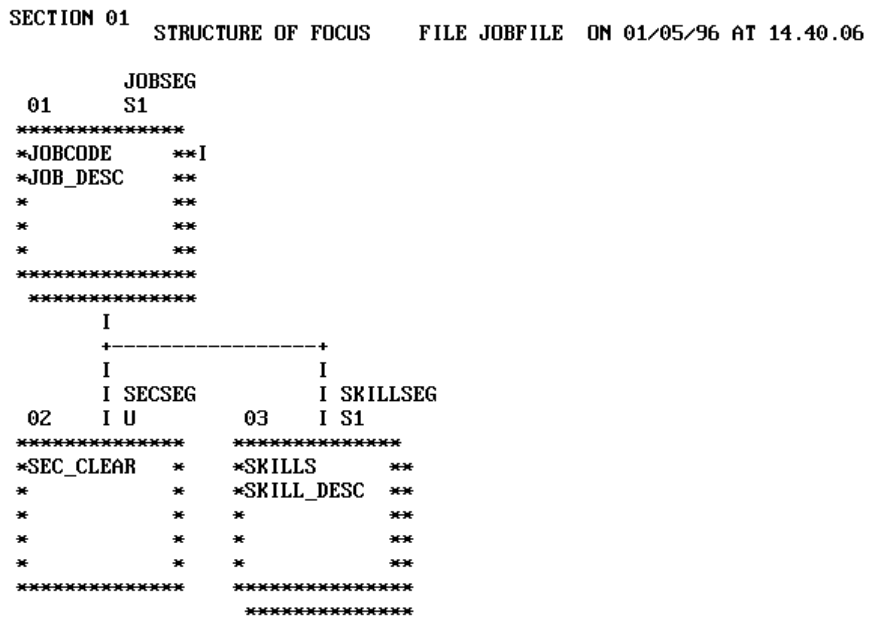 SECTION 01
STRUCTURE OF FOCUS FILE JOBFILE ON 01/05/96 AT 14.40.06
JOBSEG
01 S1
**************
*JOBCODE **I
*JOB_DESC **
* **
* **
* **
***************
**************
I
+-----------------+
I I
I SECSEG I SKILLSEG
02 I U 03 I S1
************** **************
*SEC_CLEAR * *SKILLS **
* * *SKILL_DESC **
* * * **
* * * **
* * * **
************** ***************
**************